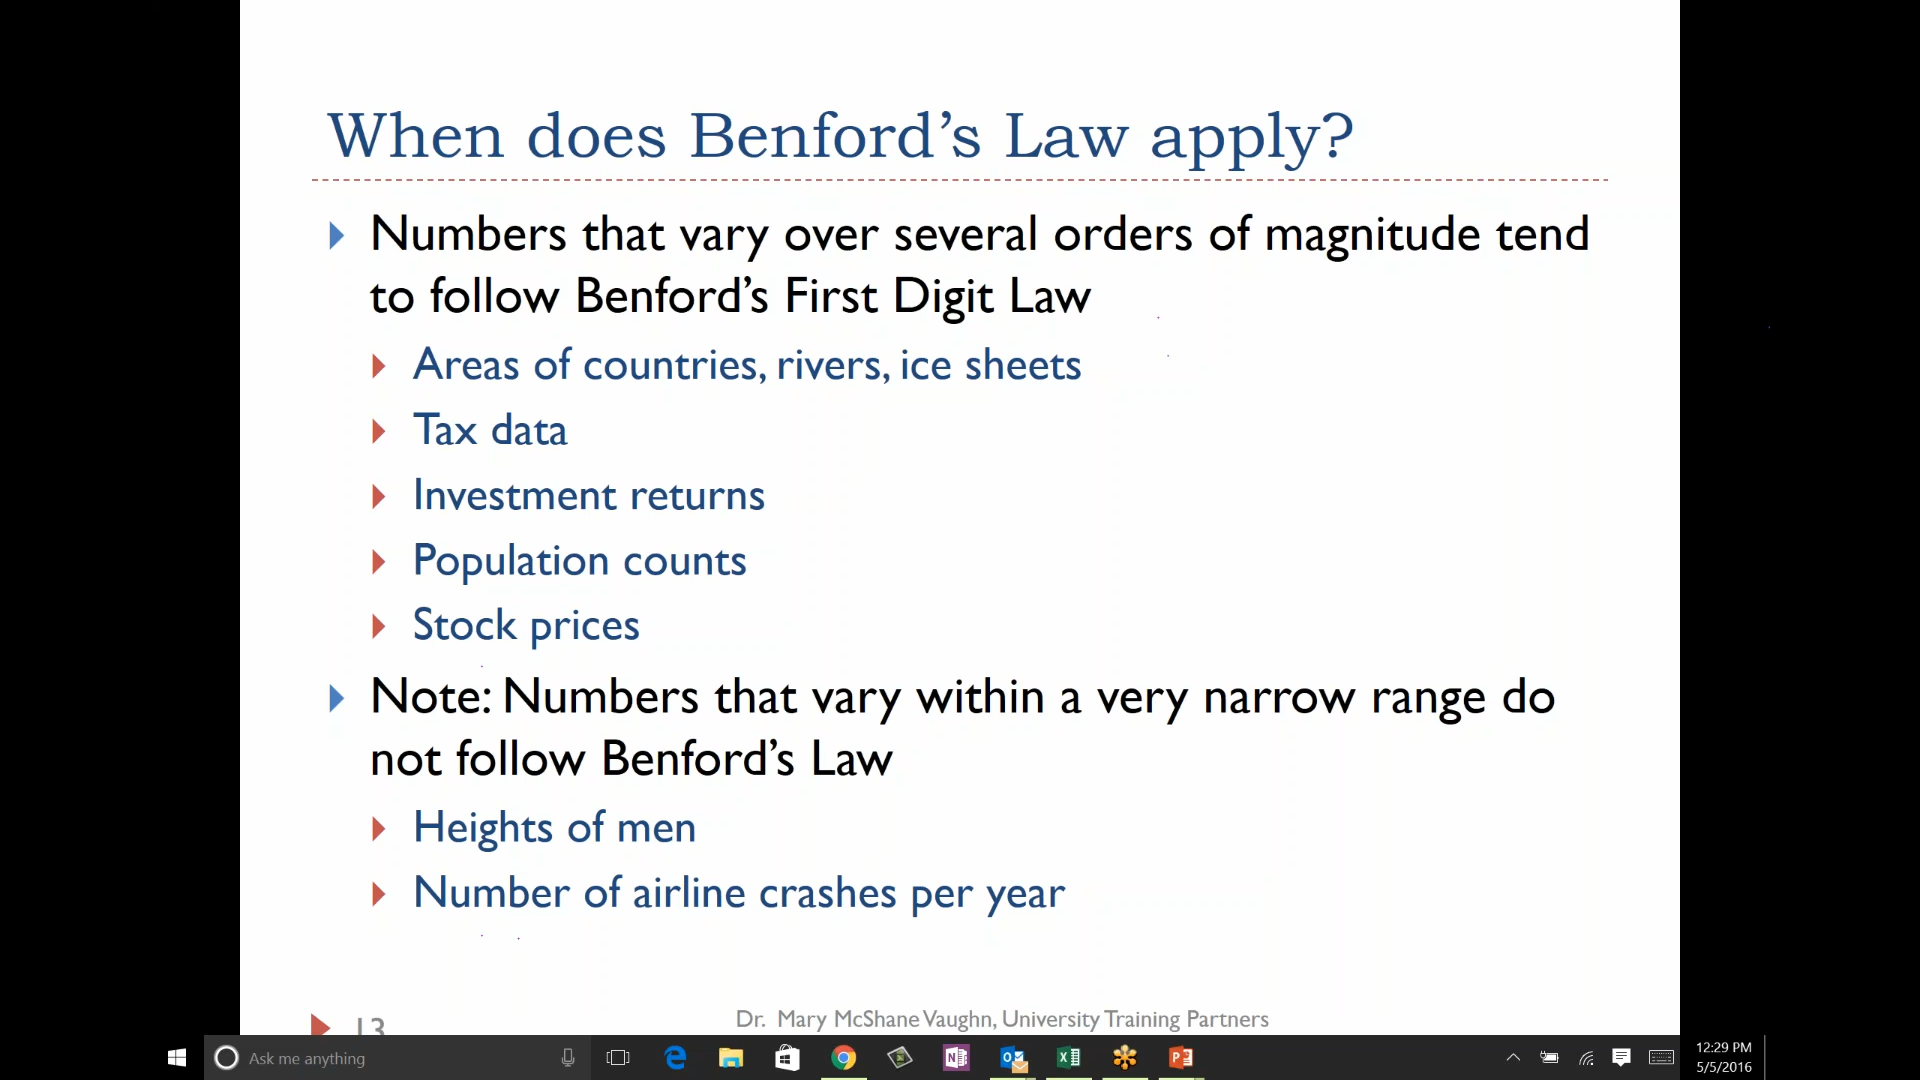 When does Benford's Law apply?
Numbers that vary over several orders of magnitude tend
to follow Benford's First Digit Law
Areas of countries, rivers, ice sheets
Tax data
Investment returns
Population counts
Stock prices
Note: Numbers that vary within a very narrow range do
not follow Benford's Law
Heights of men
Number of airline crashes per year
13
Dr. Mary McShane Vaughn, University Training Partners
Ask me anything
12:29 PM
5/5/2016